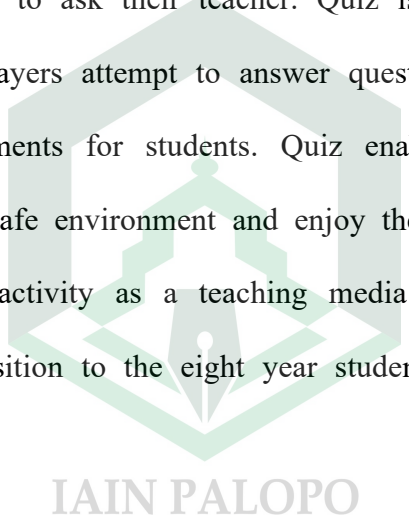 to ask their teacher. Quiz is
ayers attempt to answer quest
ments for students. Quiz ena
afe environment and enjoy the
activity as a teaching media
sition to the eight year studen
IAIN PALOPO